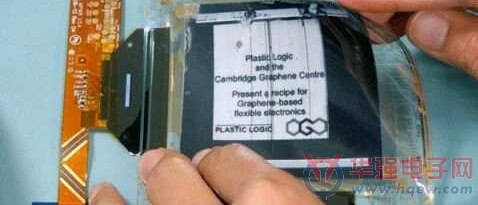 Plastic Logic
and the
Cambridge Graphene Centre
Present a recipe for
Graphene-based
flexible electronics
PLASTIC LOGIC
华强电子网
www.hqew.com